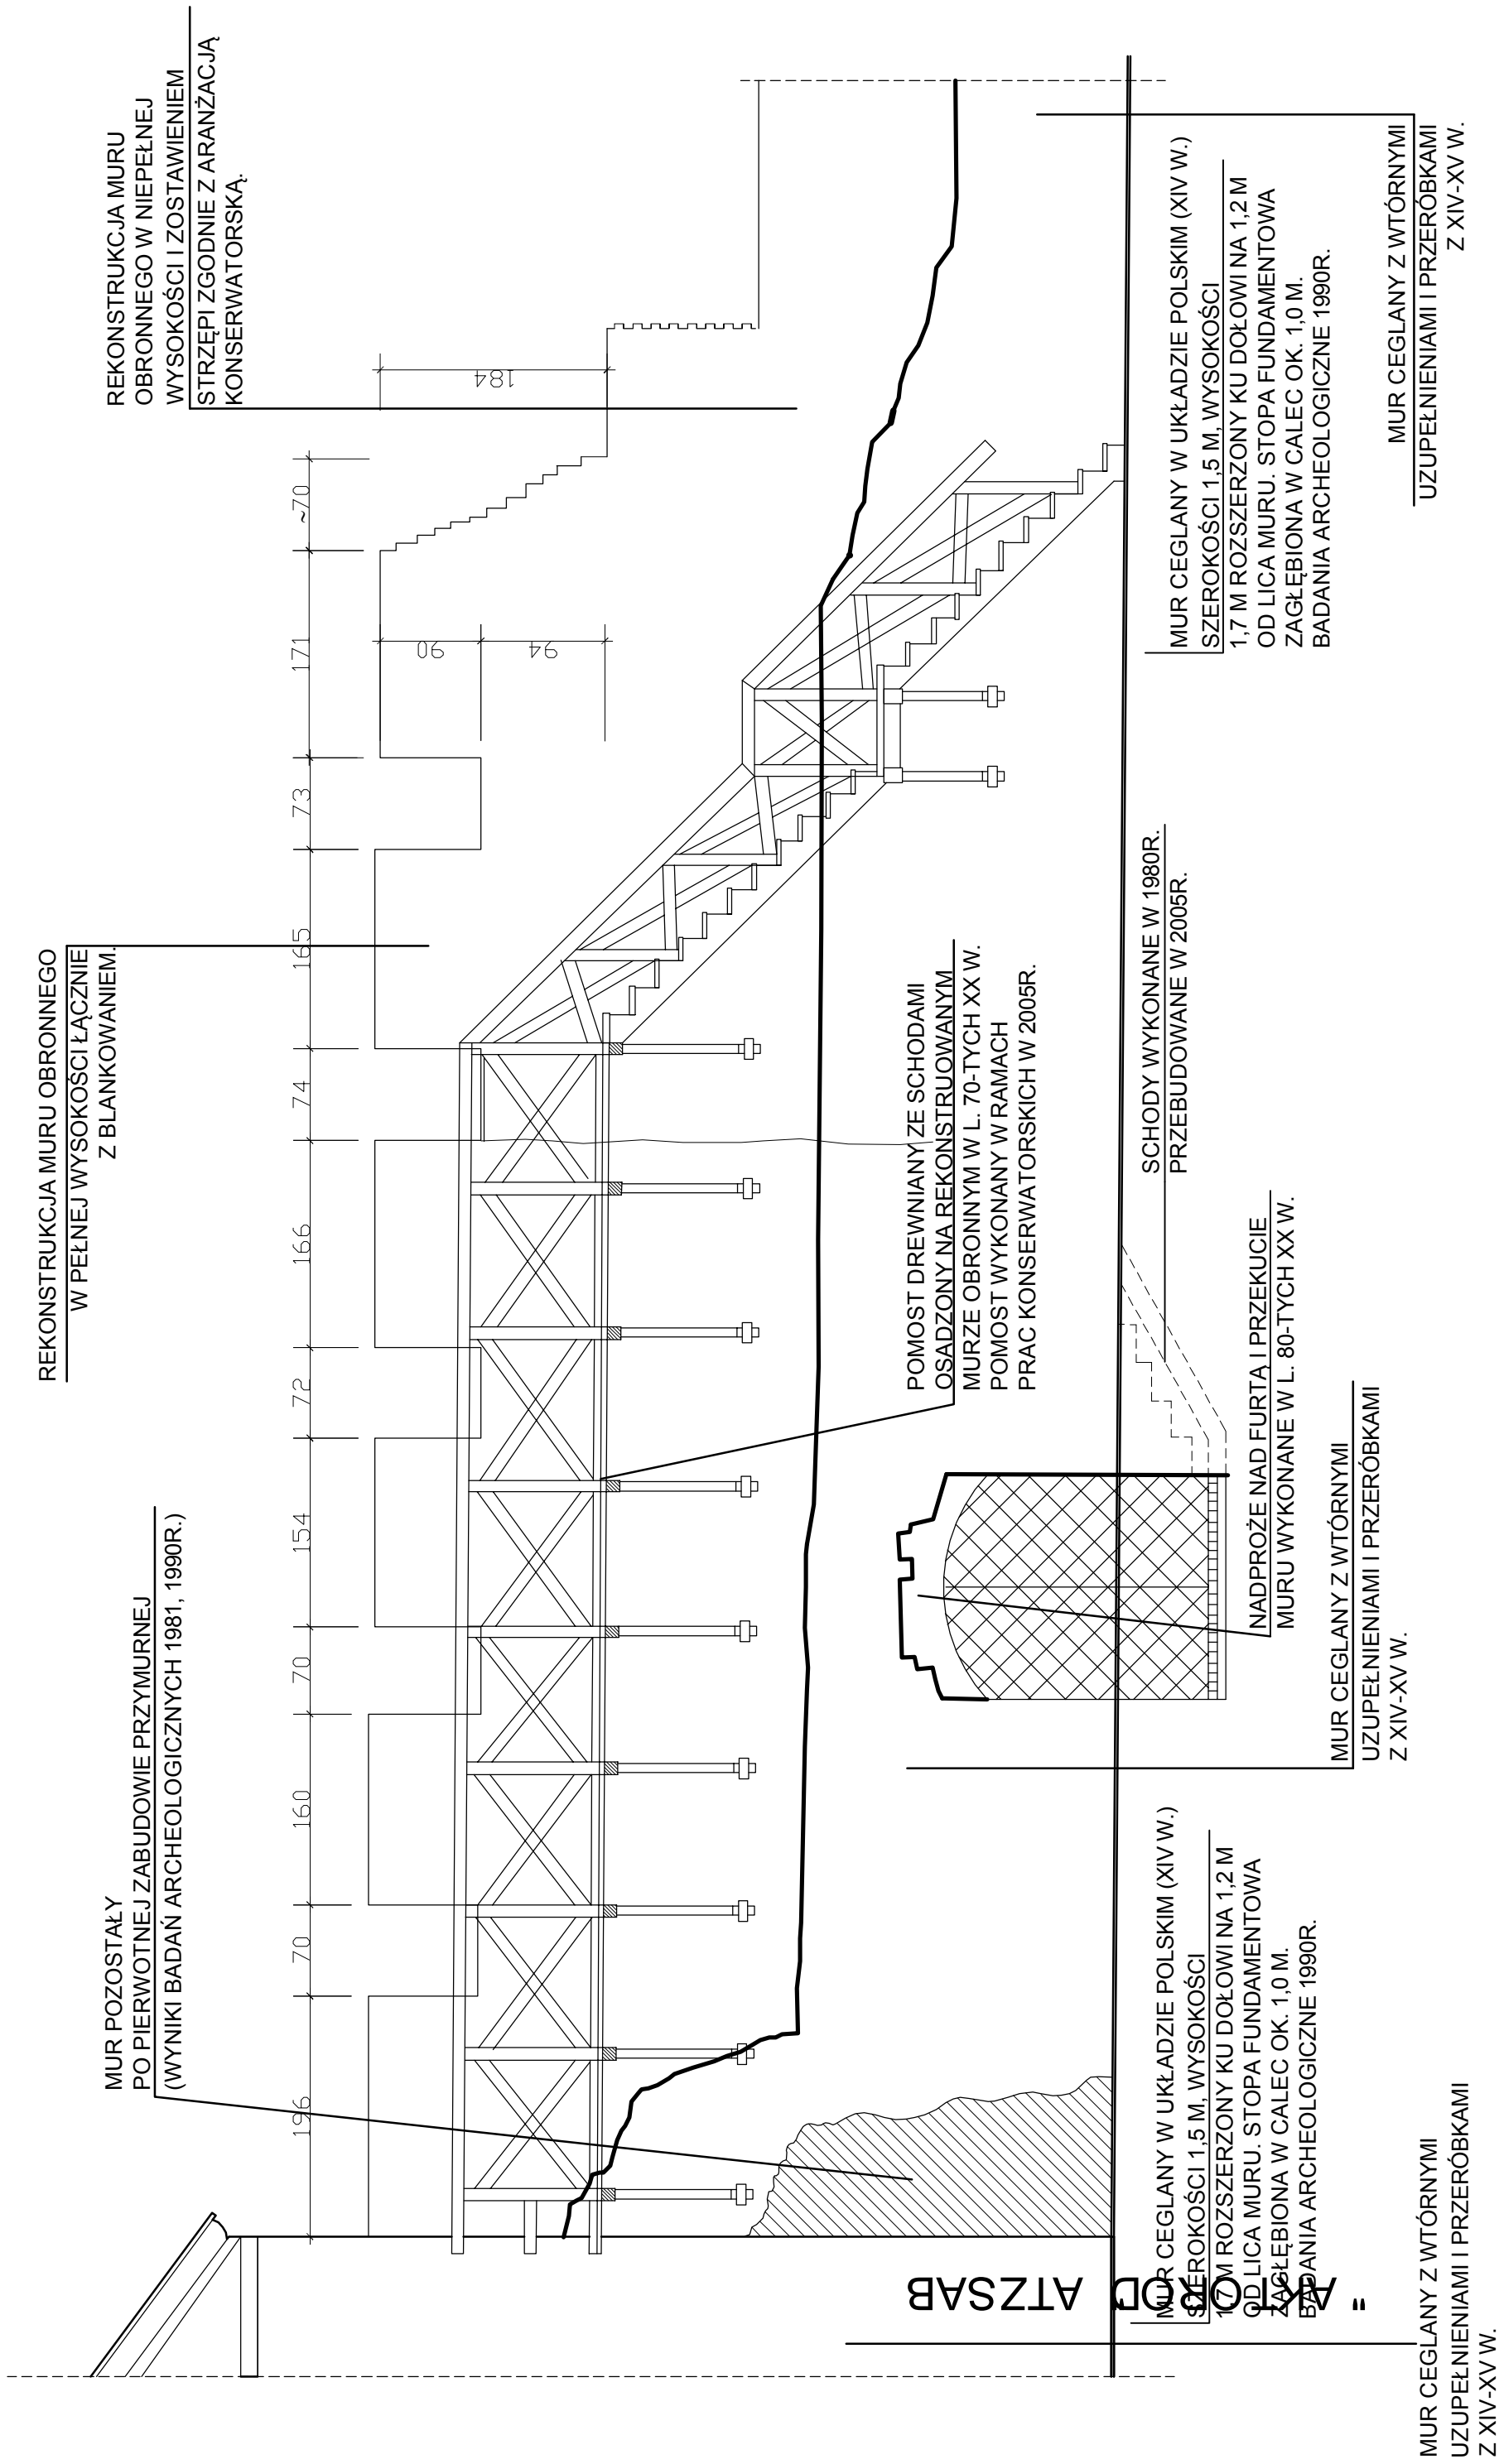 REKONSTRUKCJA MURU OBRONNEGO
W PEŁNEJ WYSOKOŚCI ŁĄCZNIE
Z BLANKOWANIEM.
REKONSTRUKCJA MURU
OBRONNEGO W NIEPEŁNEJ
WYSOKOŚCI I ZOSTAWIENIEM
STRZĘPI ZGODNIE Z ARANŻACJĄ
KONSERWATORSKĄ.
MUR POZOSTAŁY
PO PIERWOTNEJ ZABUDOWIE PRZYMURNEJ
(WYNIKI BADAŃ ARCHEOLOGICZNYCH 1981, 1990R.)
196 70 160 70 154 72 166 74 165 73 171 ~70
184
90
94
POMOST DREWNIANY ZE SCHODAMI
OSADZONY NA REKONSTRUOWANYM
MURZE OBRONNYM W L. 70-TYCH XX W.
POMOST WYKONANY W RAMACH
PRAC KONSERWATORSKICH W 2005R.
BASZTA "DOROTKA"
SCHODY WYKONANE W 1980R.
PRZEBUDOWANE W 2005R.
NADPROŻE NAD FURTĄ I PRZEKUCIE
MURU WYKONANE W L. 80-TYCH XX W.
MUR CEGLANY W UKŁADZIE POLSKIM (XIV W.)
SZEROKOŚCI 1,5 M, WYSOKOŚCI
1,7 M ROZSZERZONY KU DOŁOWI NA 1,2 M
OD LICA MURU. STOPA FUNDAMENTOWA
ZAGŁĘBIONA W CALEC OK. 1,0 M.
BADANIA ARCHEOLOGICZNE 1990R.
MUR CEGLANY W UKŁADZIE POLSKIM (XIV W.)
SZEROKOŚCI 1,5 M, WYSOKOŚCI
1,7 M ROZSZERZONY KU DOŁOWI NA 1,2 M
OD LICA MURU. STOPA FUNDAMENTOWA
ZAGŁĘBIONA W CALEC OK. 1,0 M.
BADANIA ARCHEOLOGICZNE 1990R.
MUR CEGLANY Z WTÓRNYMI
UZUPEŁNIENIAMI I PRZERÓBKAMI
Z XIV-XV W.
MUR CEGLANY Z WTÓRNYMI
UZUPEŁNIENIAMI I PRZERÓBKAMI
Z XIV-XV W.
MUR CEGLANY Z WTÓRNYMI
UZUPEŁNIENIAMI I PRZERÓBKAMI
Z XIV-XV W.